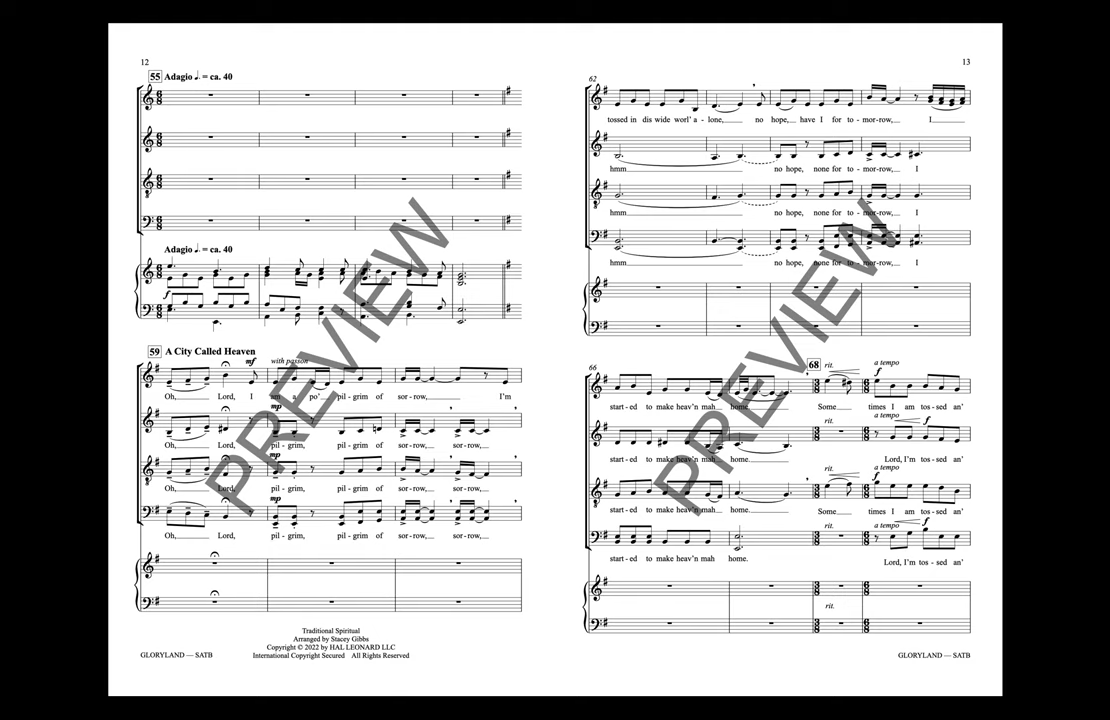 12
55 Adagio ♩. = ca. 40
Adagio ♩. = ca. 40
f
59 A City Called Heaven
mf with passon
Oh, Lord, I am a po' pil - grim of sor - row, I'm
mp
Oh, Lord, pil - grim, pil - grim of sor - row, sor - row,
mp
Oh, Lord, pil - grim, pil - grim of sor - row, sor - row,
mp
Oh, Lord, pil - grim, pil - grim of sor - row, sor - row,
Traditional Spiritual
Arranged by Stacey Gibbs
Copyright © 2022 by HAL LEONARD LLC
International Copyright Secured All Rights Reserved
GLORYLAND — SATB
PREVIEW
13
62
tossed in dis wide worl' a - lone, no hope, have I for to - mor - row, I
hmm no hope, none for to - mor - row, I
hmm no hope, none for to - mor - row, I
hmm no hope, none for to - mor - row, I
66 68 rit. a tempo
f
start - ed to make heav'n mah home. Some times I am tos - sed an'
rit. a tempo f
start - ed to make heav'n mah home. Lord, I'm tos - sed an'
rit. a tempo
f
start - ed to make heav'n mah home. Some times I am tos - sed an'
rit. a tempo f
start - ed to make heav'n mah home. Lord, I'm tos - sed an'
rit.
GLORYLAND — SATB
PREVIEW